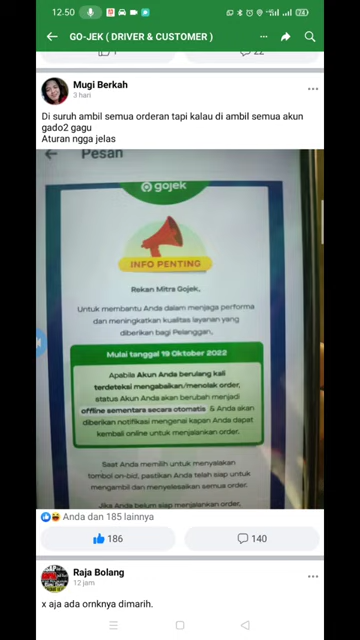 12.50
74
GO-JEK ( DRIVER & CUSTOMER )
22
Mugi Berkah
3 hari
Di suruh ambil semua orderan tapi kalau di ambil semua akun
gado2 gagu
Aturan ngga jelas
Pesan
gojek
INFO PENTING
Rekan Mitra Gojek,
Untuk membantu Anda dalam menjaga performa
dan meningkatkan kualitas layanan yang
diberikan bagi Pelanggan,
Mulai tanggal 19 Oktober 2022
Apabila Akun Anda berulang kali
terdeteksi mengabaikan/menolak order,
status Akun Anda akan berubah menjadi
offline sementara secara otomatis & Anda akan
diberikan notifikasi mengenai kapan Anda dapat
kembali online untuk menjalankan order.
Saat Anda memilih untuk menyalakan
tombol on-bid, pastikan Anda telah siap untuk
mengambil dan menyelesaikan semua order.
Jika Anda belum siap menjalankan order,
Anda dan 185 lainnya
186
140
Raja Bolang
12 jam
x aja ada ornknya dimarih.